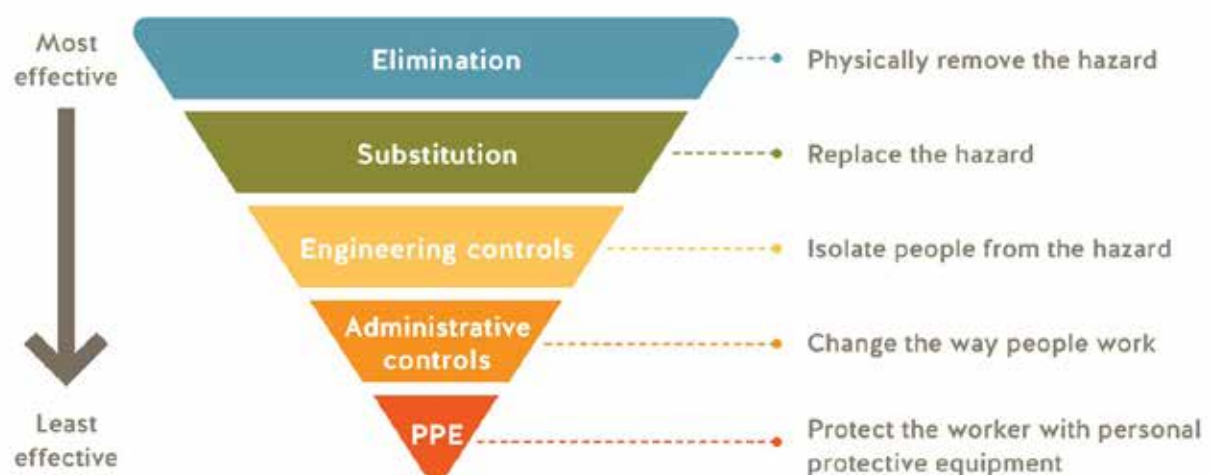 Most
effective
Elimination
Physically remove the hazard
Substitution
Replace the hazard
Engineering controls
Isolate people from the hazard
Administrative
controls
Change the way people work
Least
effective
PPE
Protect the worker with personal
protective equipment